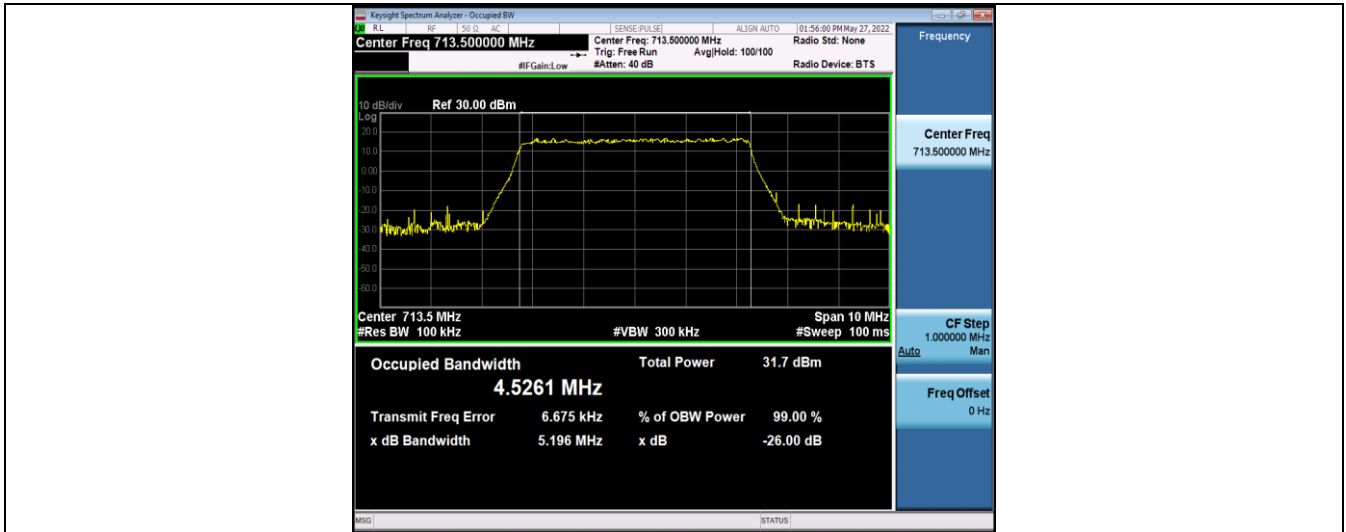 Keysight Spectrum Analyzer - Occupied BW
RL RF 50 Ω AC SENSE:PULSE ALIGN AUTO 01:56:00 PM May 27, 2022
Center Freq 713.500000 MHz
Center Freq: 713.500000 MHz Radio Std: None
Trig: Free Run Avg|Hold: 100/100
#IFGain:Low #Atten: 40 dB Radio Device: BTS
Frequency
10 dB/div Ref 30.00 dBm
Log
20.0
10.0
0.00
-10.0
-20.0
-30.0
-40.0
-50.0
-60.0
Center 713.5 MHz Span 10 MHz
#Res BW 100 kHz #VBW 300 kHz #Sweep 100 ms
Occupied Bandwidth Total Power 31.7 dBm
4.5261 MHz
Transmit Freq Error 6.675 kHz % of OBW Power 99.00 %
x dB Bandwidth 5.196 MHz x dB -26.00 dB
Center Freq
713.500000 MHz
CF Step
1.000000 MHz
Auto Man
Freq Offset
0 Hz
MSG STATUS